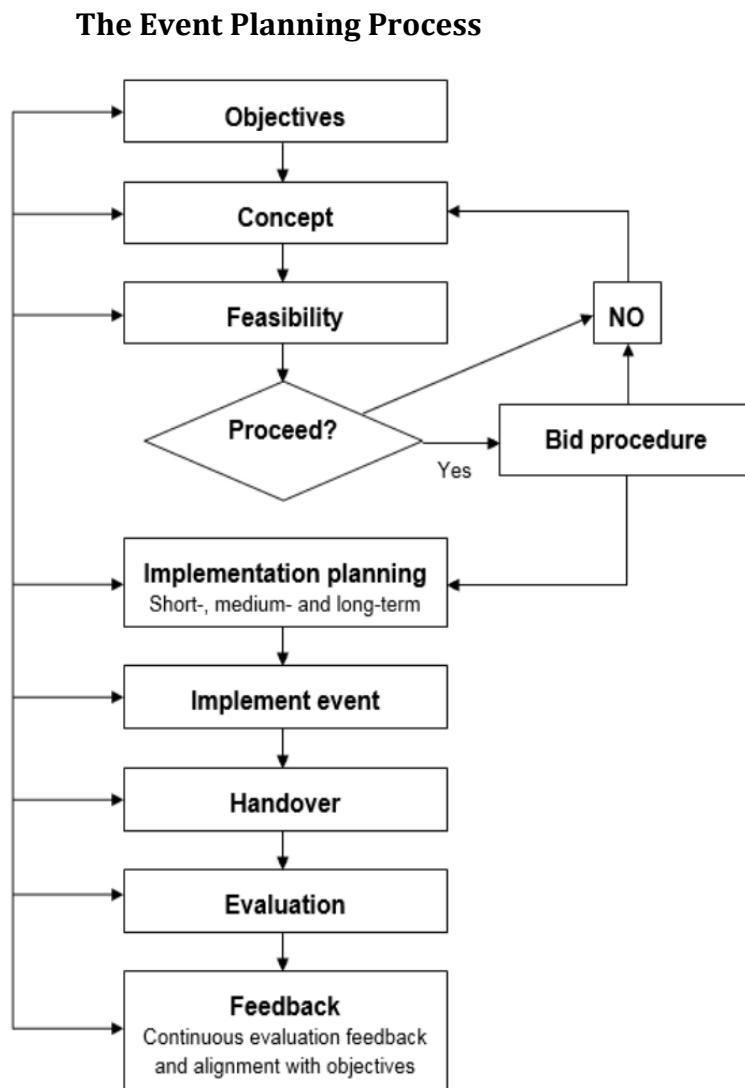 The Event Planning Process
Objectives
Concept
Feasibility
NO
Proceed?
Yes
Bid procedure
Implementation planning
Short-, medium- and long-term
Implement event
Handover
Evaluation
Feedback
Continuous evaluation feedback
and alignment with objectives